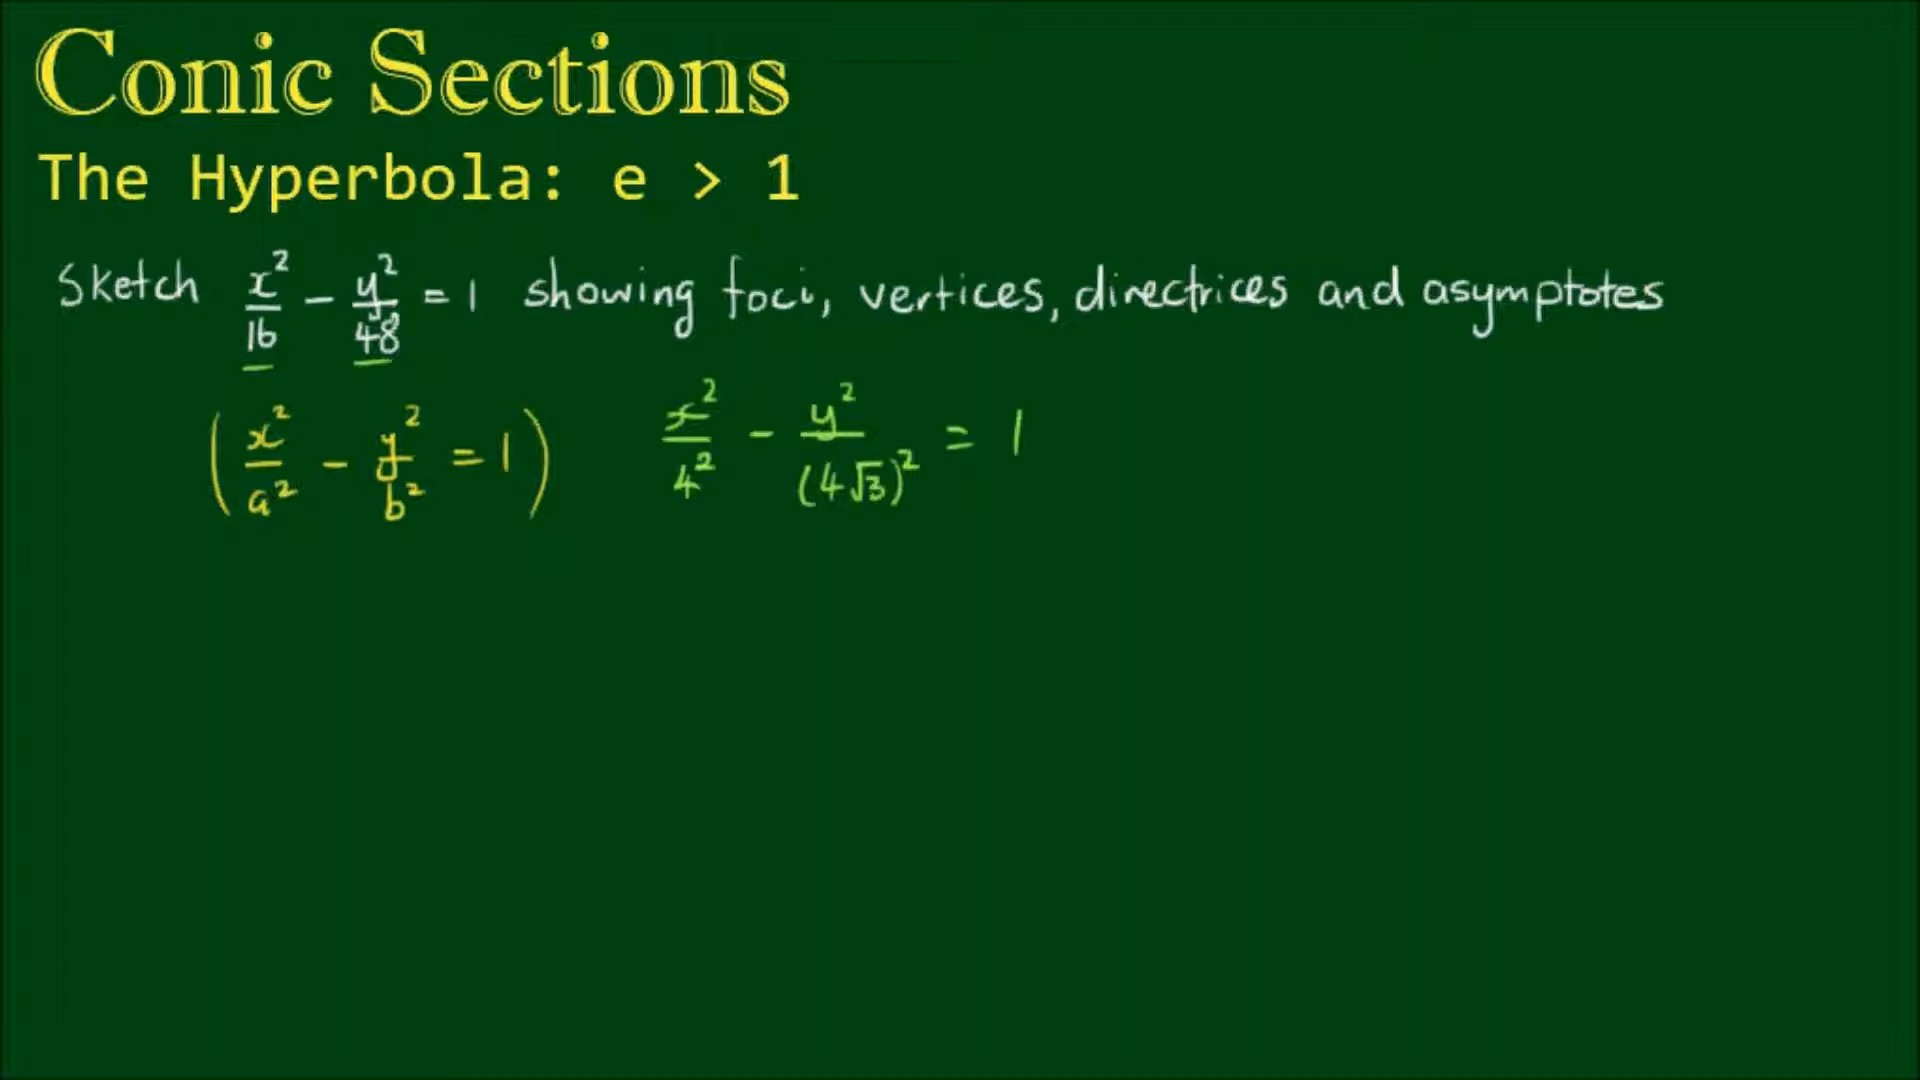 Conic Sections
The Hyperbola: e > 1
Sketch x²/16 − y²/48 = 1 showing foci, vertices, directrices and asymptotes
(x²/a² − y²/b² = 1) x²/4² − y²/(4√3)² = 1